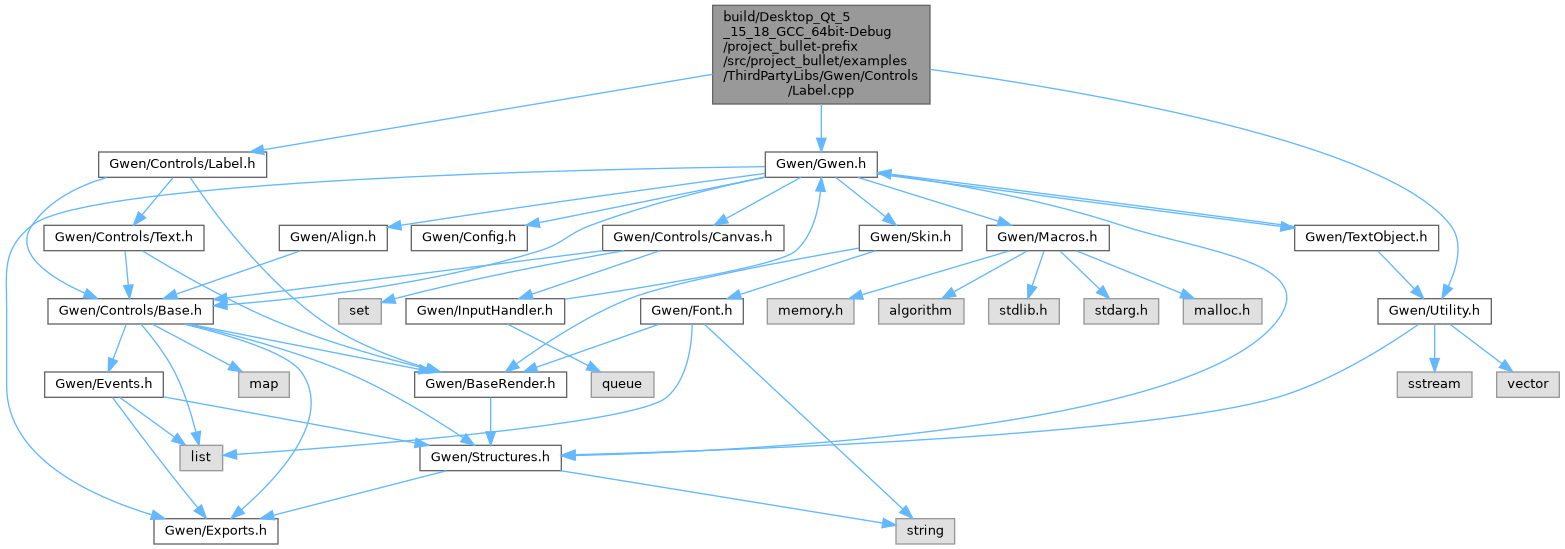 build/Desktop_Qt_5
_15_18_GCC_64bit-Debug
/project_bullet-prefix
/src/project_bullet/examples
/ThirdPartyLibs/Gwen/Controls
/Label.cpp
Gwen/Controls/Label.h
Gwen/Gwen.h
Gwen/Controls/Text.h
Gwen/Align.h
Gwen/Config.h
Gwen/Controls/Canvas.h
Gwen/Skin.h
Gwen/Macros.h
Gwen/TextObject.h
Gwen/Controls/Base.h
set
Gwen/InputHandler.h
Gwen/Font.h
memory.h
algorithm
stdlib.h
stdarg.h
malloc.h
Gwen/Utility.h
Gwen/Events.h
map
Gwen/BaseRender.h
queue
sstream
vector
list
Gwen/Structures.h
Gwen/Exports.h
string